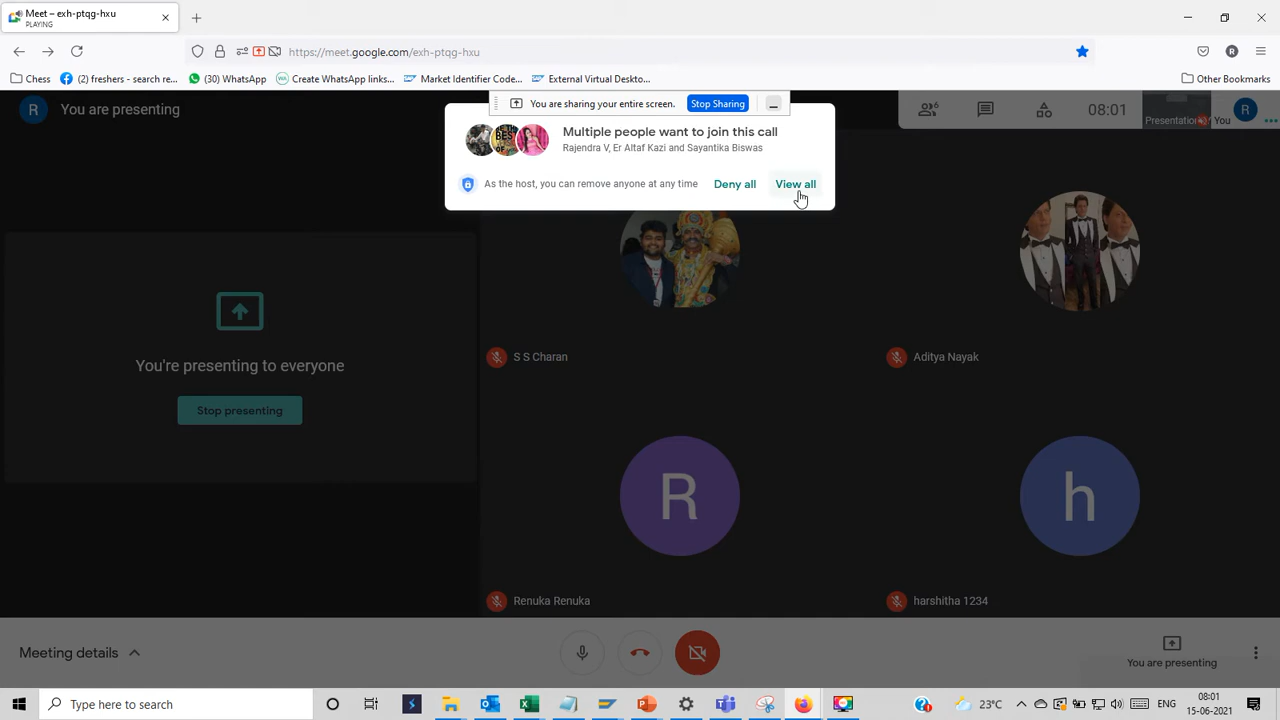 Meet – exh-ptqg-hxu
PLAYING
https://meet.google.com/exh-ptqg-hxu
R
Chess
(2) freshers - search re...
(30) WhatsApp
Create WhatsApp links...
Market Identifier Code...
External Virtual Deskto...
Other Bookmarks
R You are presenting
You are sharing your entire screen. Stop Sharing
6
08:01
Presentation
You
R
Multiple people want to join this call
Rajendra V, Er Altaf Kazi and Sayantika Biswas
As the host, you can remove anyone at any time Deny all View all
You're presenting to everyone
Stop presenting
S S Charan
Aditya Nayak
R
h
Renuka Renuka
harshitha 1234
Meeting details
You are presenting
Type here to search
23°C
ENG
08:01
15-06-2021